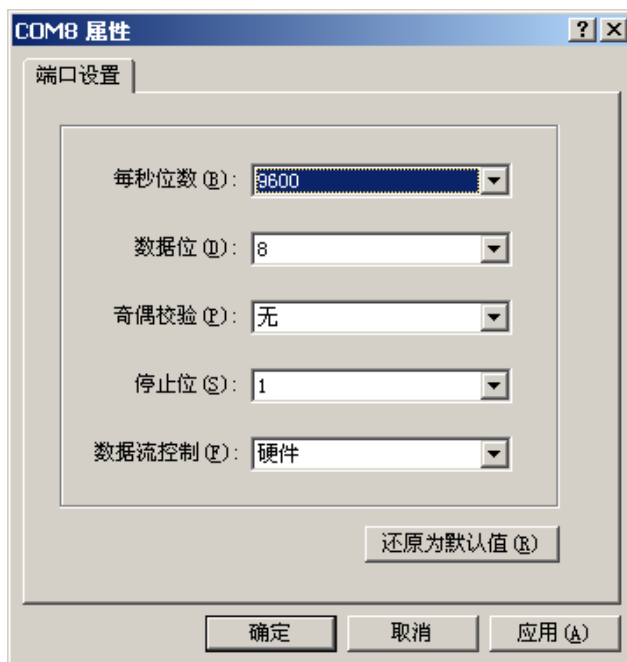 COM8 属性
端口设置
每秒位数(B): 9600
数据位(D): 8
奇偶校验(P): 无
停止位(S): 1
数据流控制(F): 硬件
还原为默认值(R)
确定 取消 应用(A)